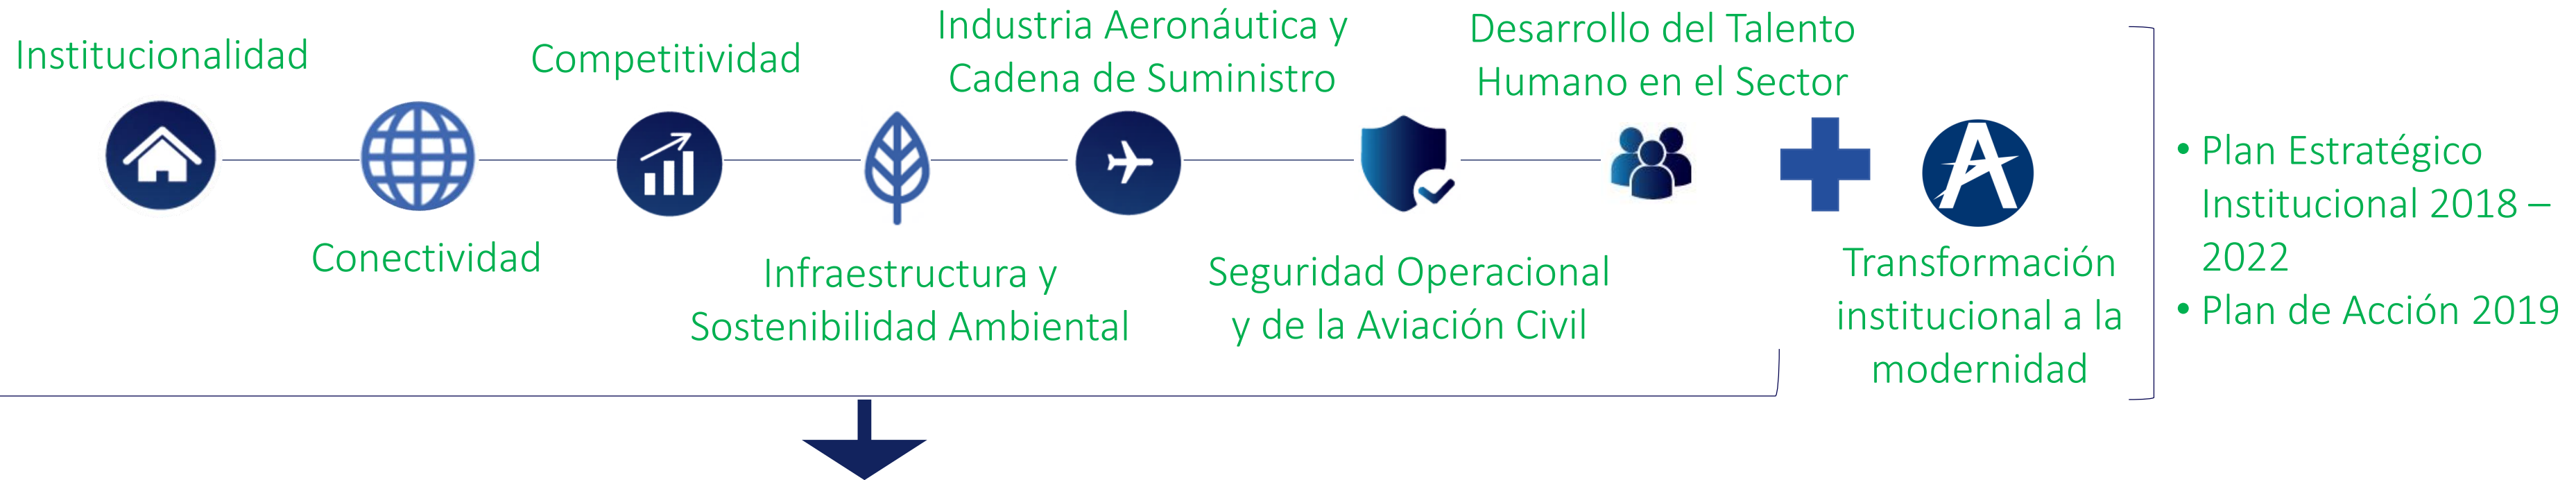 Institucionalidad
Conectividad
Competitividad
Infraestructura y
Sostenibilidad Ambiental
Industria Aeronáutica y
Cadena de Suministro
Seguridad Operacional
y de la Aviación Civil
Desarrollo del Talento
Humano en el Sector
Transformación
institucional a la
modernidad
• Plan Estratégico
Institucional 2018 –
2022
• Plan de Acción 2019